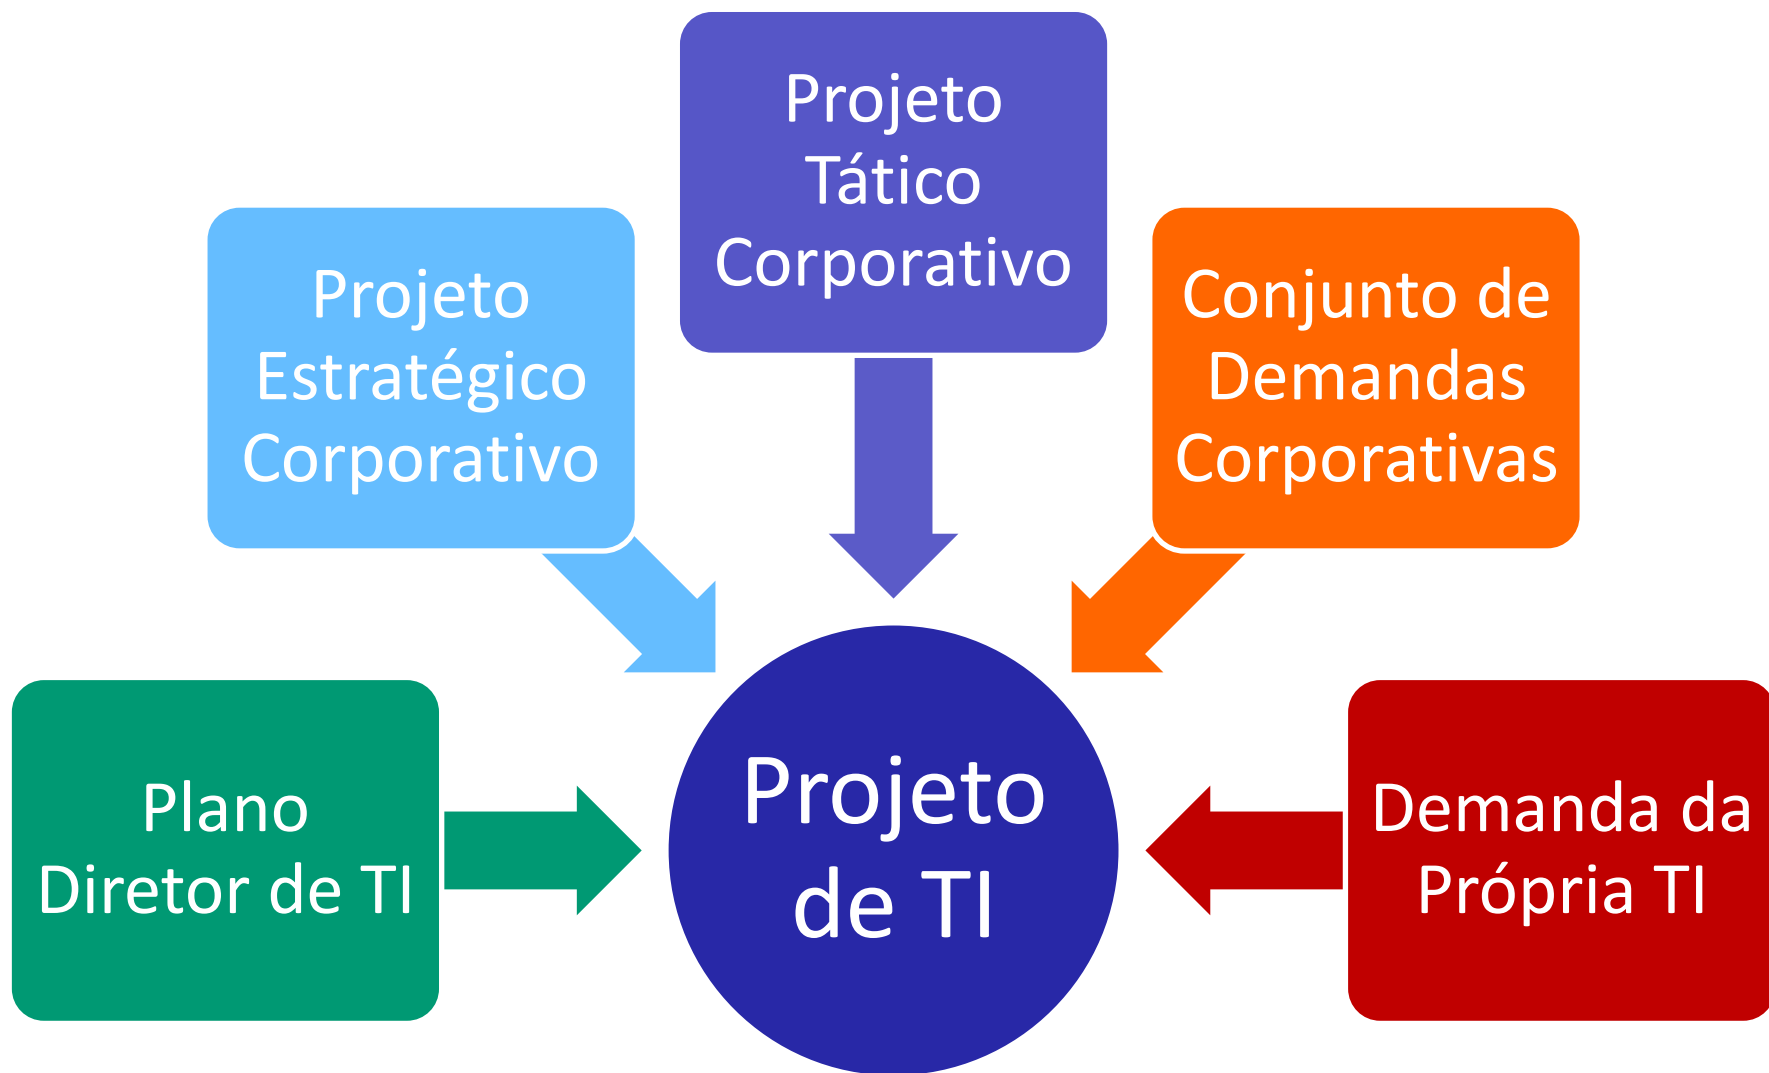 Projeto
Tático
Corporativo
Projeto
Estratégico
Corporativo
Conjunto de
Demandas
Corporativas
Plano
Diretor de TI
Projeto
de TI
Demanda da
Própria TI